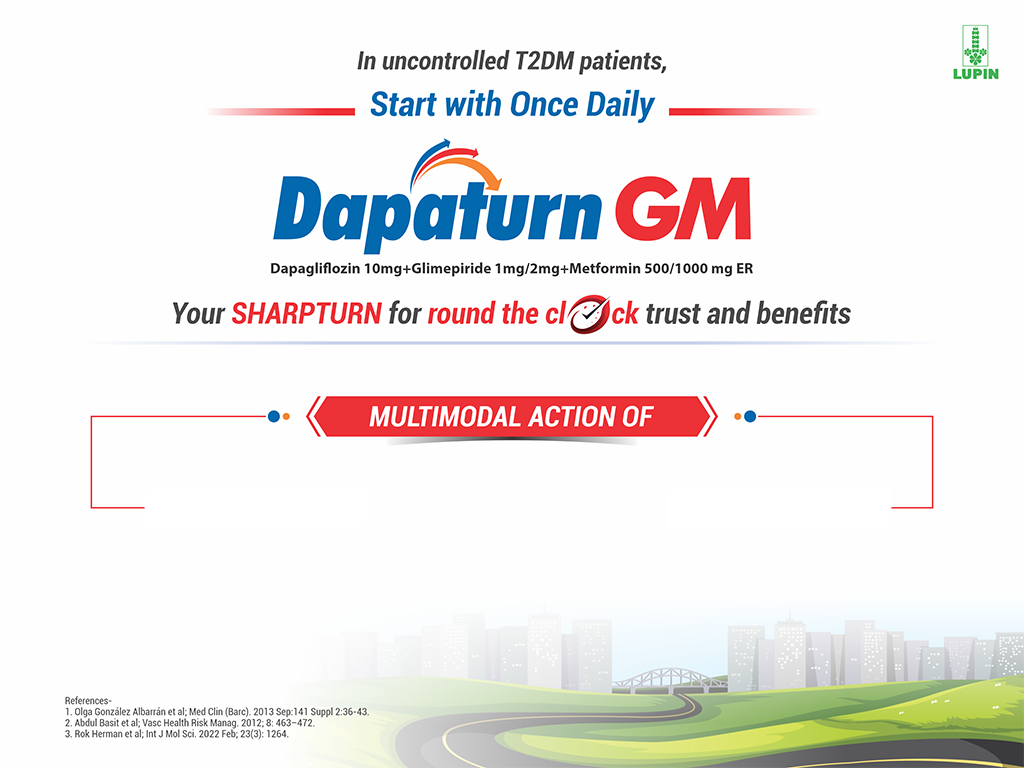 In uncontrolled T2DM patients,
LUPIN
Start with Once Daily
Dapaturn GM
Dapagliflozin 10mg+Glimepiride 1mg/2mg+Metformin 500/1000 mg ER
Your SHARPTURN for round the clock trust and benefits
MULTIMODAL ACTION OF
References-
1. Olga González Albarrán et al; Med Clin (Barc). 2013 Sep:141 Suppl 2:36-43.
2. Abdul Basit et al; Vasc Health Risk Manag. 2012; 8: 463–472.
3. Rok Herman et al; Int J Mol Sci. 2022 Feb; 23(3): 1264.